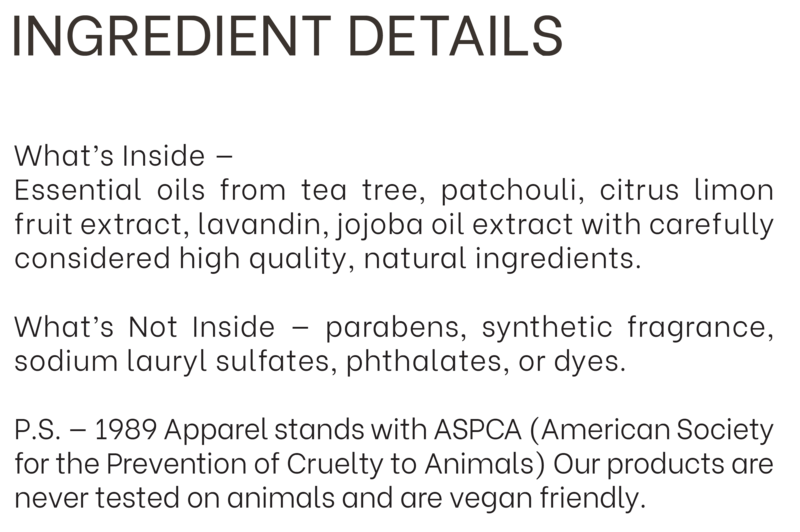 INGREDIENT DETAILS
What's Inside –
Essential oils from tea tree, patchouli, citrus limon
fruit extract, lavandin, jojoba oil extract with carefully
considered high quality, natural ingredients.
What's Not Inside – parabens, synthetic fragrance,
sodium lauryl sulfates, phthalates, or dyes.
P.S. – 1989 Apparel stands with ASPCA (American Society
for the Prevention of Cruelty to Animals) Our products are
never tested on animals and are vegan friendly.